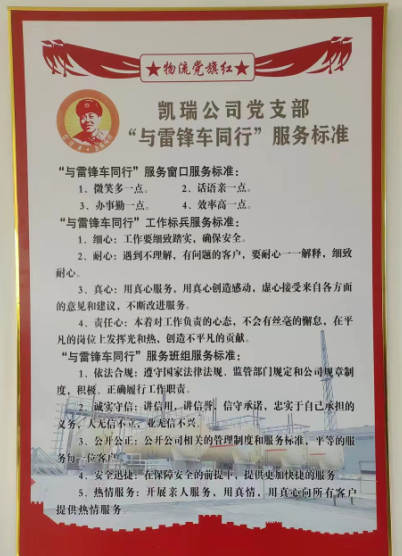 ★物流党旗红★
凯瑞公司党支部
“与雷锋车同行”服务标准
“与雷锋车同行”服务窗口服务标准：
1、微笑多一点。 2、话语亲一点。
3、办事勤一点。 4、效率高一点。
“与雷锋车同行”工作标兵服务标准：
1、细心：工作要细致踏实，确保安全。
2、耐心：遇到不理解，有问题的客户，要耐心一一解释，细致
耐心。
3、真心：用真心服务，用真心创造感动，虚心接受来自各方面
的意见和建议，不断改进服务。
4、责任心：本着对工作负责的心态，不会有丝毫的懈怠，在平
凡的岗位上发挥光和热，创造不平凡的贡献。
“与雷锋车同行”服务班组服务标准：
1、依法合规：遵守国家法律法规、监管部门规定和公司规章制
度，积极、正确履行工作职责。
2、诚实守信：讲信用，讲信誉，信守承诺，忠实于自己承担的
义务，人无信不立，业无信不兴。
3、公开公正：公开公司相关的管理制度和服务标准，平等的服
务每一位客户。
4、安全迅捷：在保障安全的前提下，提供更加快捷的服务。
5、热情服务：开展亲人服务，用真情，用真心向所有客户
提供热情服务。